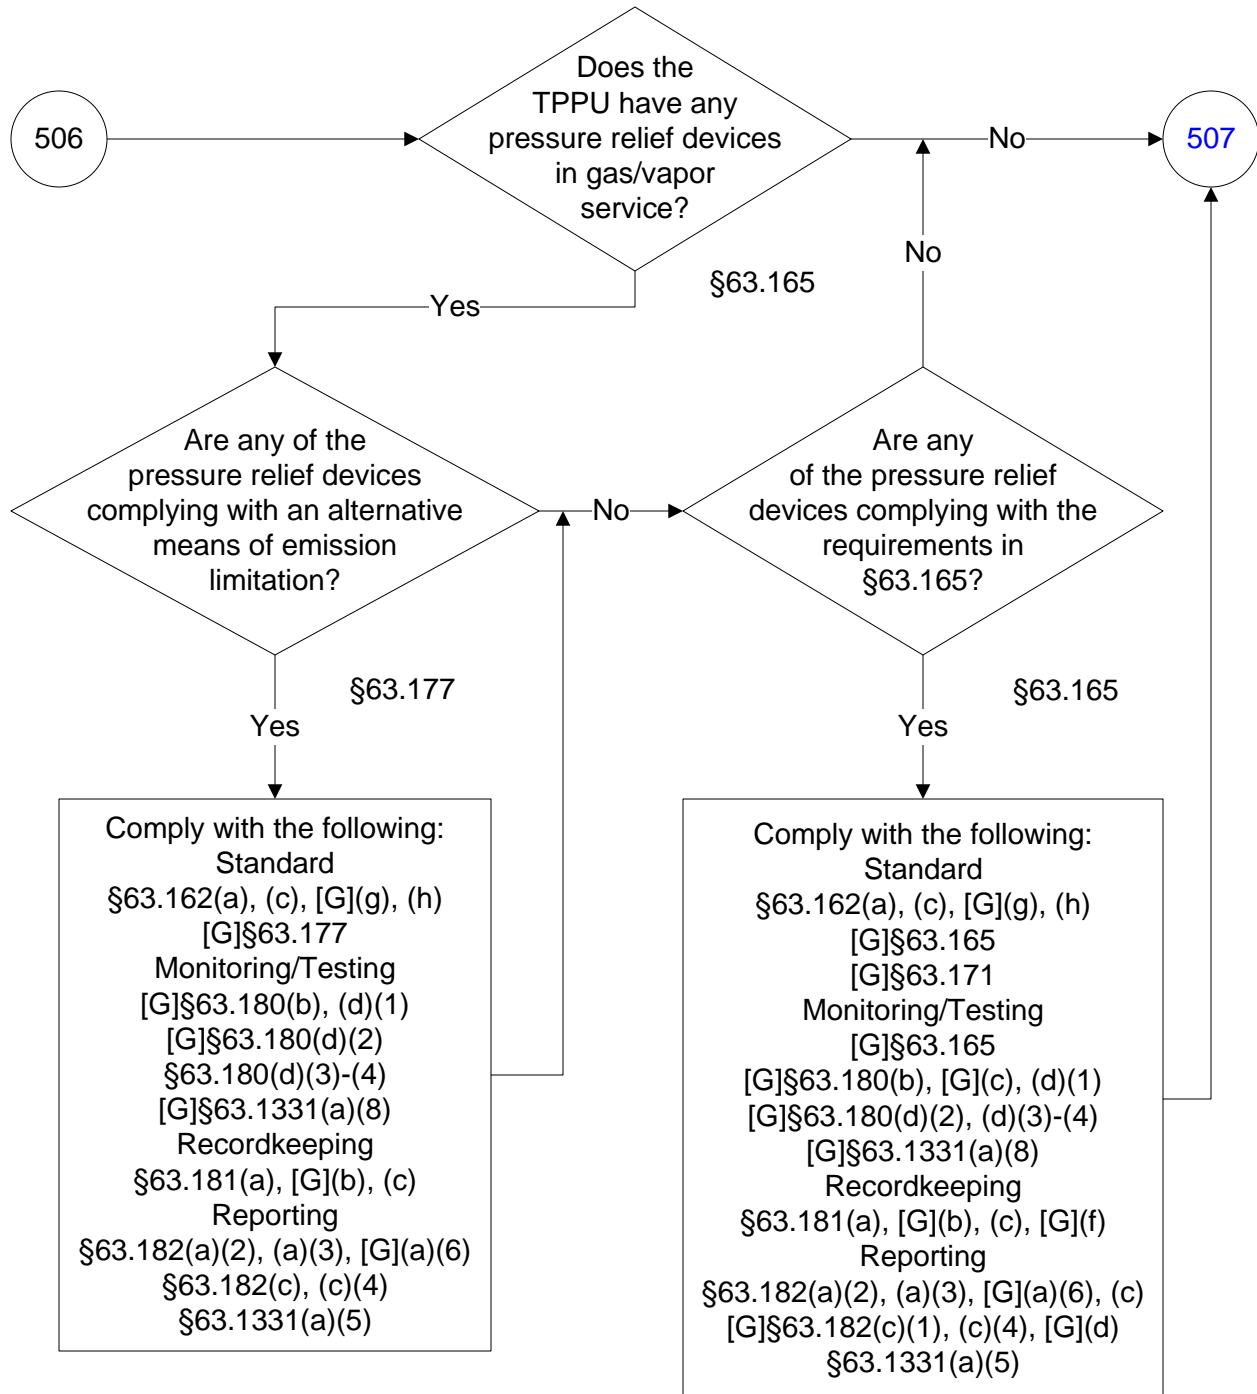 506
Does the
TPPU have any
pressure relief devices
in gas/vapor
service?
No
507
§63.165
Yes
No
Are any of the
pressure relief devices
complying with an alternative
means of emission
limitation?
No
Are any
of the pressure relief
devices complying with the
requirements in
§63.165?
§63.177
Yes
§63.165
Yes
Comply with the following:
Standard
§63.162(a), (c), [G](g), (h)
[G]§63.177
Monitoring/Testing
[G]§63.180(b), (d)(1)
[G]§63.180(d)(2)
§63.180(d)(3)-(4)
[G]§63.1331(a)(8)
Recordkeeping
§63.181(a), [G](b), (c)
Reporting
§63.182(a)(2), (a)(3), [G](a)(6)
§63.182(c), (c)(4)
§63.1331(a)(5)
Comply with the following:
Standard
§63.162(a), (c), [G](g), (h)
[G]§63.165
[G]§63.171
Monitoring/Testing
[G]§63.165
[G]§63.180(b), [G](c), (d)(1)
[G]§63.180(d)(2), (d)(3)-(4)
[G]§63.1331(a)(8)
Recordkeeping
§63.181(a), [G](b), (c), [G](f)
Reporting
§63.182(a)(2), (a)(3), [G](a)(6), (c)
[G]§63.182(c)(1), (c)(4), [G](d)
§63.1331(a)(5)